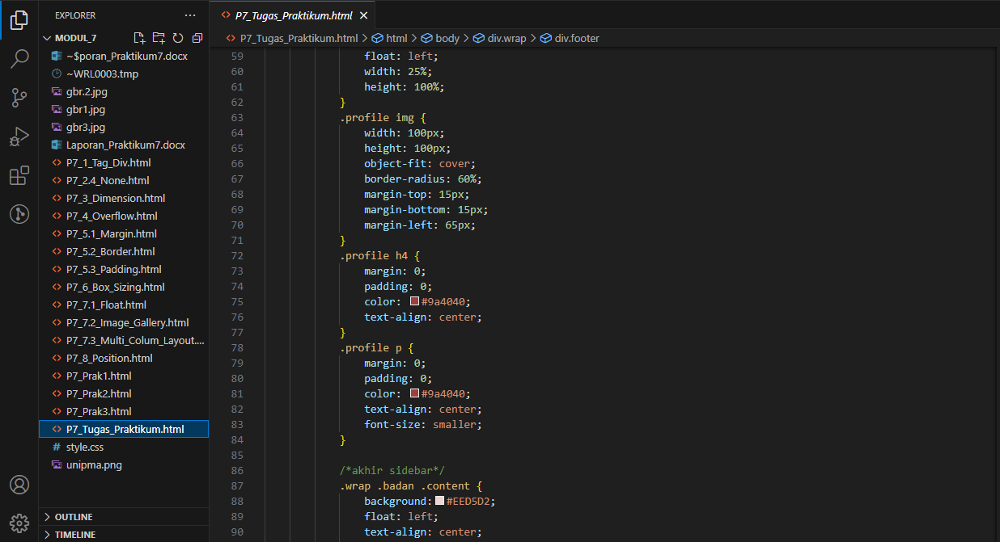 EXPLORER
MODUL_7
~$poran_Praktikum7.docx
~WRL0003.tmp
gbr.2.jpg
gbr1.jpg
gbr3.jpg
Laporan_Praktikum7.docx
P7_1_Tag_Div.html
P7_2.4_None.html
P7_3_Dimension.html
P7_4_Overflow.html
P7_5.1_Margin.html
P7_5.2_Border.html
P7_5.3_Padding.html
P7_6_Box_Sizing.html
P7_7.1_Float.html
P7_7.2_Image_Gallery.html
P7_7.3_Multi_Colum_Layout....
P7_8_Position.html
P7_Prak1.html
P7_Prak2.html
P7_Prak3.html
P7_Tugas_Praktikum.html
style.css
unipma.png
OUTLINE
TIMELINE
P7_Tugas_Praktikum.html
P7_Tugas_Praktikum.html > html > body > div.wrap > div.footer
59 float: left;
60 width: 25%;
61 height: 100%;
62 }
63 .profile img {
64 width: 100px;
65 height: 100px;
66 object-fit: cover;
67 border-radius: 60%;
68 margin-top: 15px;
69 margin-bottom: 15px;
70 margin-left: 65px;
71 }
72 .profile h4 {
73 margin: 0;
74 padding: 0;
75 color: #9a4040;
76 text-align: center;
77 }
78 .profile p {
79 margin: 0;
80 padding: 0;
81 color: #9a4040;
82 text-align: center;
83 font-size: smaller;
84 }
85
86 /*akhir sidebar*/
87 .wrap .badan .content {
88 background: #EED5D2;
89 float: left;
90 text-align: center;